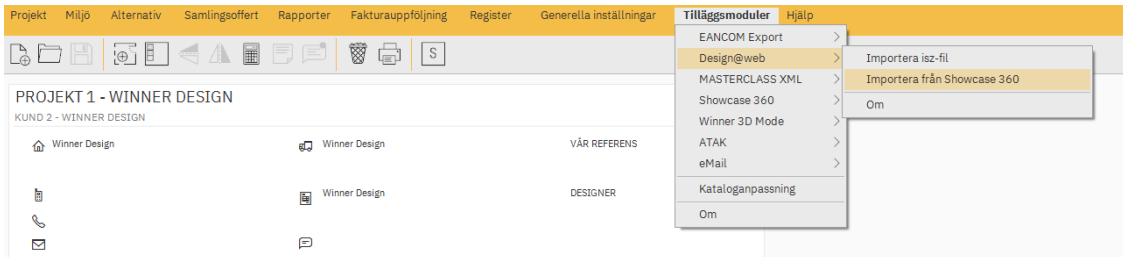 Projekt Miljö Alternativ Samlingsoffert Rapporter Fakturauppföljning Register Generella inställningar Tilläggsmoduler Hjälp
EANCOM Export
Design@web
Importera isz-fil
MASTERCLASS XML
Importera från Showcase 360
Showcase 360
Om
Winner 3D Mode
ATAK
eMail
Kataloganpassning
Om
S
PROJEKT 1 - WINNER DESIGN
KUND 2 - WINNER DESIGN
Winner Design Winner Design VÅR REFERENS
Winner Design DESIGNER